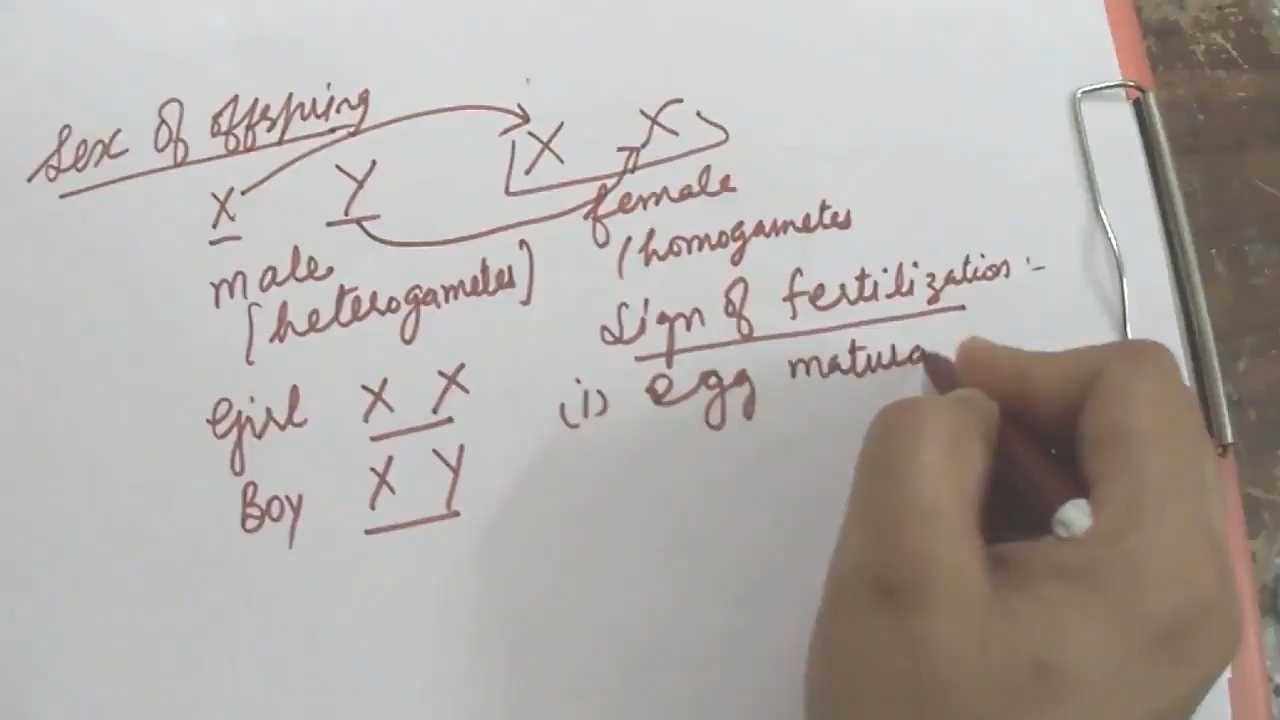 Sex of offspring
X Y X X
male
[heterogametes]
female
(homogametes
Girl X X
Boy X Y
Sign of fertilization :-
(i) egg matura